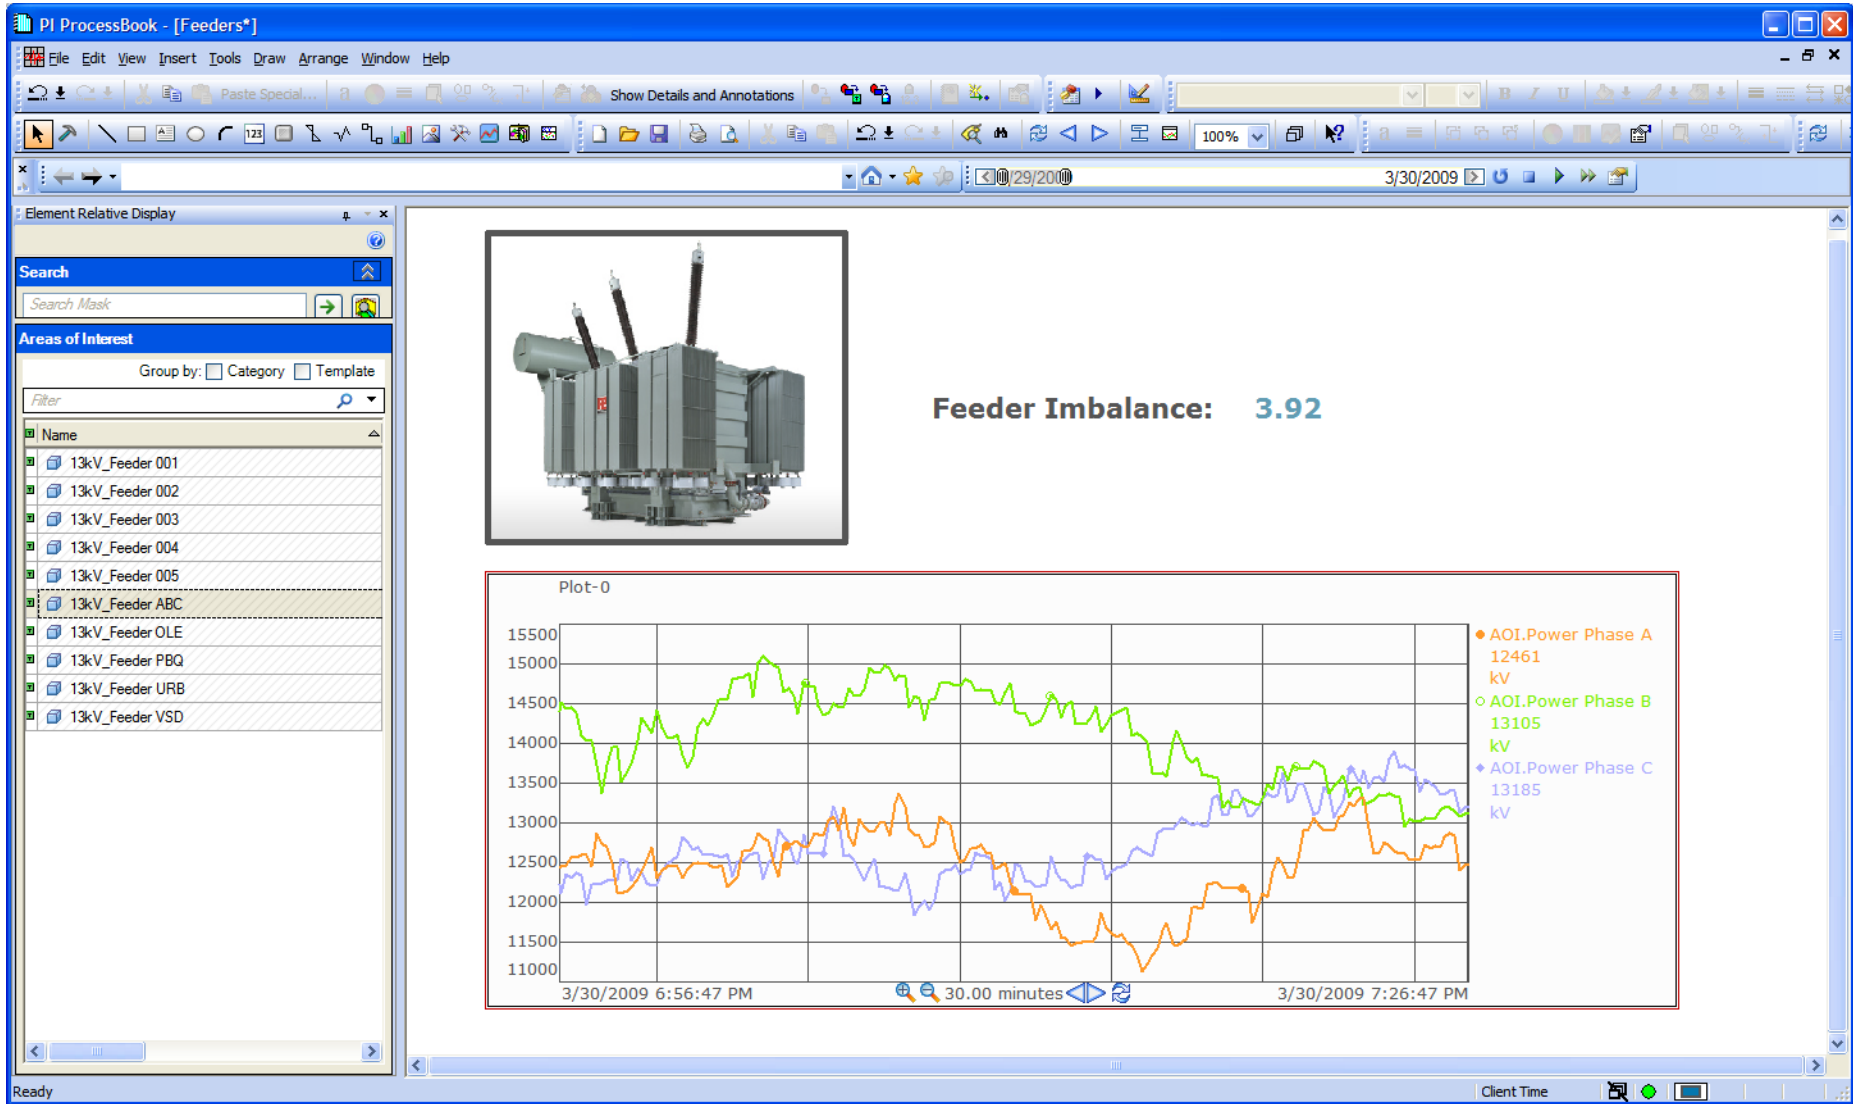 PI ProcessBook - [Feeders*]
File Edit View Insert Tools Draw Arrange Window Help
Paste Special... Show Details and Annotations
123 100%
3/30/2009
Element Relative Display
Search
Search Mask
Areas of Interest
Group by: Category Template
Filter
Name
13kV_Feeder 001
13kV_Feeder 002
13kV_Feeder 003
13kV_Feeder 004
13kV_Feeder 005
13kV_Feeder ABC
13kV_Feeder OLE
13kV_Feeder PBQ
13kV_Feeder URB
13kV_Feeder VSD
Feeder Imbalance: 3.92
Plot-0
15500
15000
14500
14000
13500
13000
12500
12000
11500
11000
AOI.Power Phase A
12461
kV
AOI.Power Phase B
13105
kV
AOI.Power Phase C
13185
kV
3/30/2009 6:56:47 PM 30.00 minutes 3/30/2009 7:26:47 PM
Ready Client Time